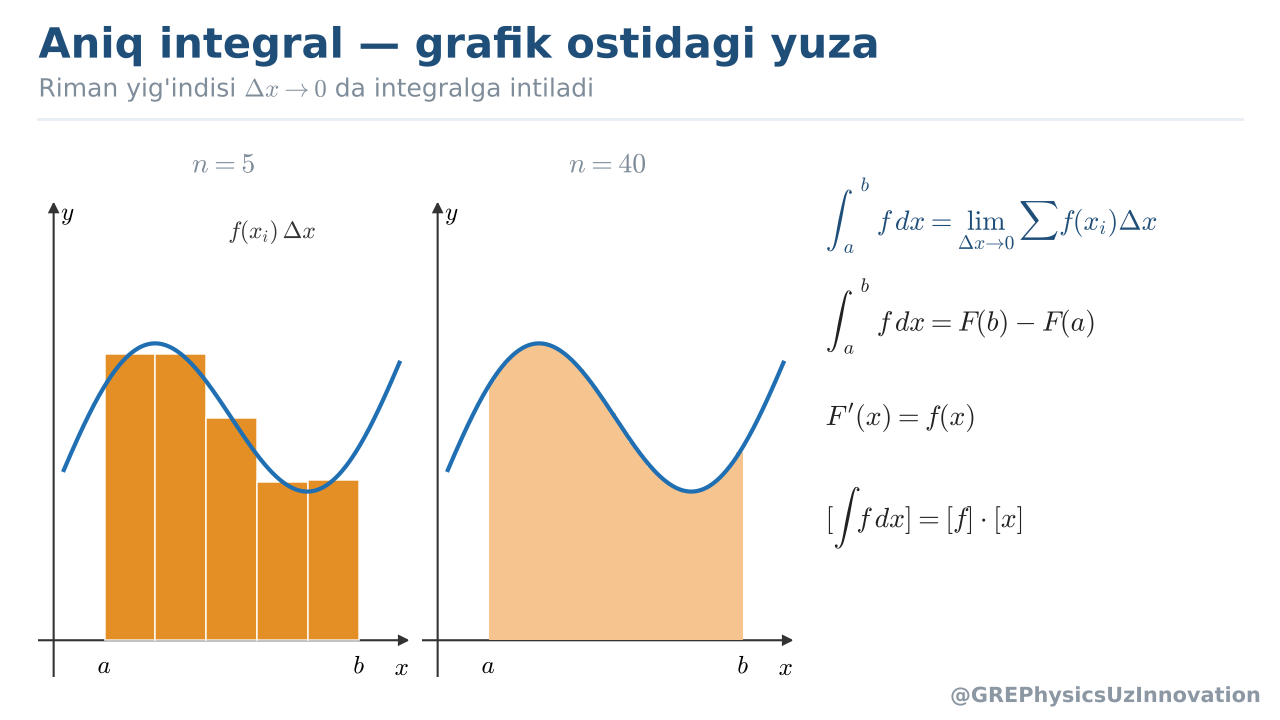 Aniq integral — grafik ostidagi yuza
Riman yig'indisi Δx → 0 da integralga intiladi
n = 5
y
f(x_i) Δx
a
b
x
n = 40
y
a
b
x
∫_a^b f dx = lim_{Δx→0} ∑ f(x_i)Δx
∫_a^b f dx = F(b) − F(a)
F′(x) = f(x)
[∫ f dx] = [f] · [x]
@GREPhysicsUzInnovation